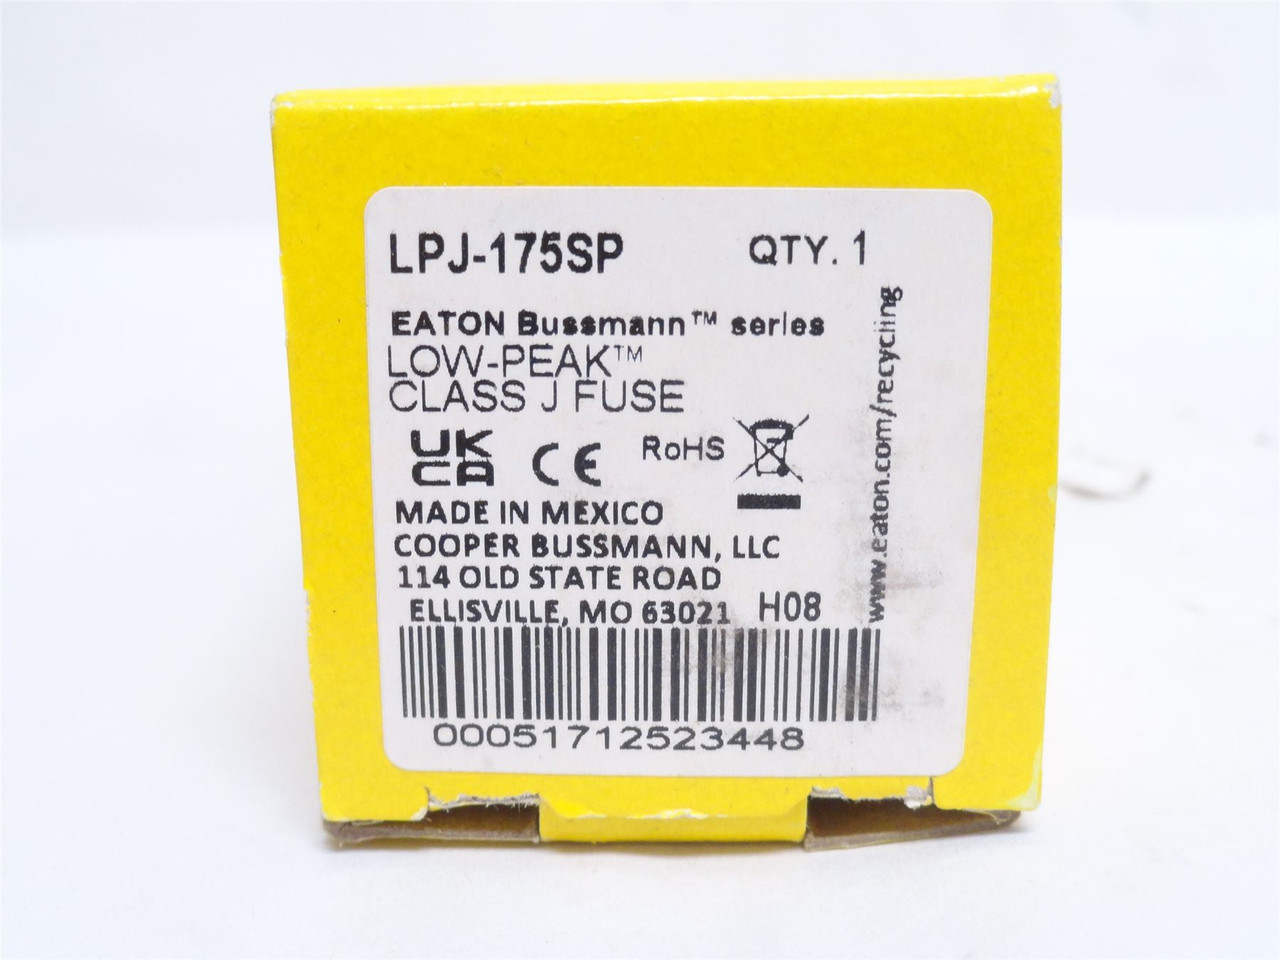 LPJ-175SP QTY. 1
EATON Bussmann™ series
LOW-PEAK™
CLASS J FUSE
UK
CA CE RoHS
MADE IN MEXICO
COOPER BUSSMANN, LLC
114 OLD STATE ROAD
ELLISVILLE, MO 63021 H08
00051712523448
www.eaton.com/recycling